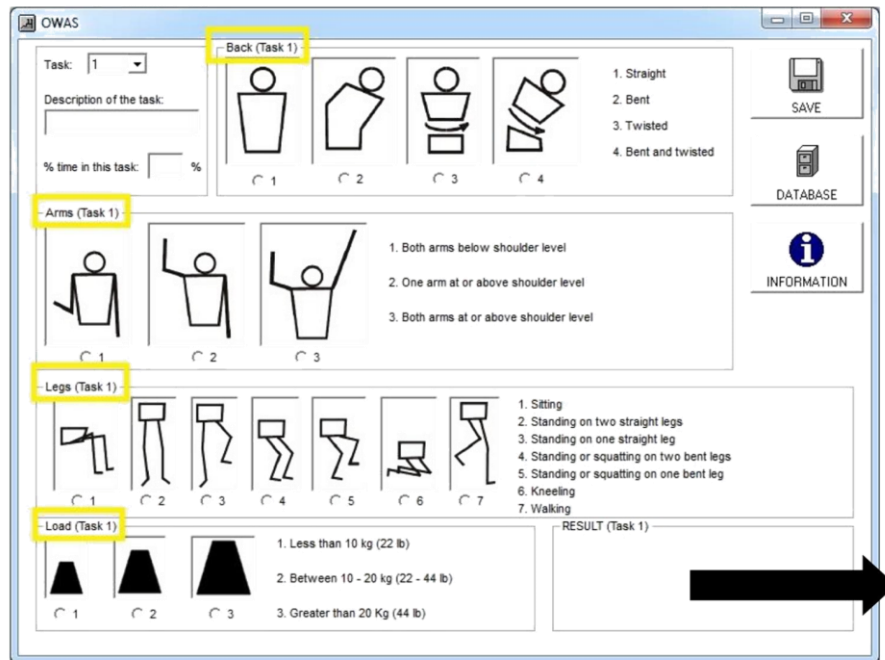 OWAS
Task: 1
Description of the task:
% time in this task: %
Back (Task 1)
1. Straight
2. Bent
3. Twisted
4. Bent and twisted
1 2 3 4
SAVE
DATABASE
INFORMATION
Arms (Task 1)
1. Both arms below shoulder level
2. One arm at or above shoulder level
3. Both arms at or above shoulder level
1 2 3
Legs (Task 1)
1. Sitting
2. Standing on two straight legs
3. Standing on one straight leg
4. Standing or squatting on two bent legs
5. Standing or squatting on one bent leg
6. Kneeling
7. Walking
1 2 3 4 5 6 7
Load (Task 1)
1. Less than 10 kg (22 lb)
2. Between 10 - 20 kg (22 - 44 lb)
3. Greater than 20 Kg (44 lb)
1 2 3
RESULT (Task 1)